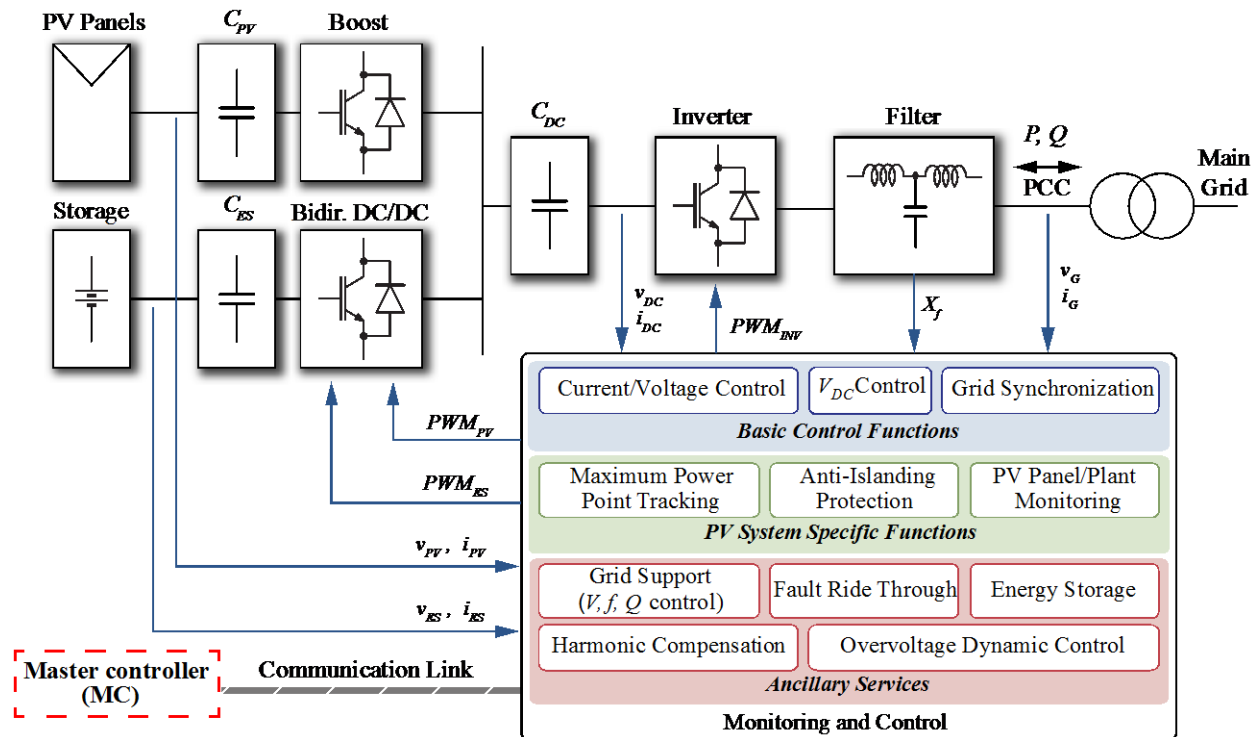 PV Panels
C_PV
Boost
Storage
C_ES
Bidir. DC/DC
C_DC
Inverter
Filter
P, Q
PCC
Main
Grid
v_DC
i_DC
PWM_INV
X_f
v_G
i_G
PWM_PV
PWM_ES
v_PV , i_PV
v_ES , i_ES
Current/Voltage Control
V_DC Control
Grid Synchronization
Basic Control Functions
Maximum Power
Point Tracking
Anti-Islanding
Protection
PV Panel/Plant
Monitoring
PV System Specific Functions
Grid Support
(V, f, Q control)
Fault Ride Through
Energy Storage
Harmonic Compensation
Overvoltage Dynamic Control
Ancillary Services
Monitoring and Control
Master controller
(MC)
Communication Link